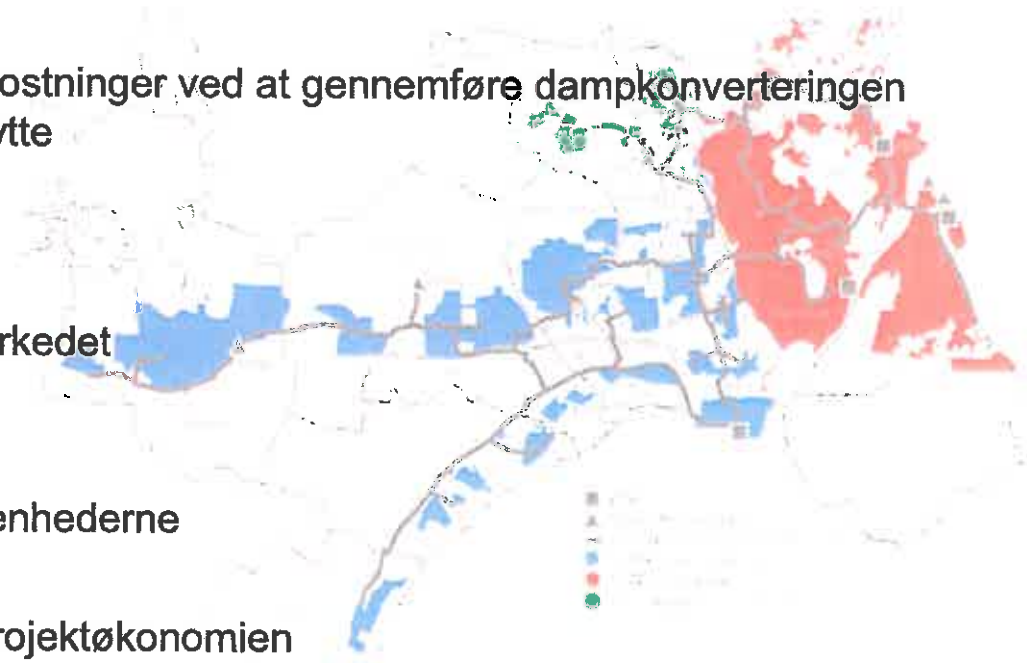 ostninger ved at gennemføre dampkonverteringen
ytte
rkedet
enhederne
rojektøkonomien